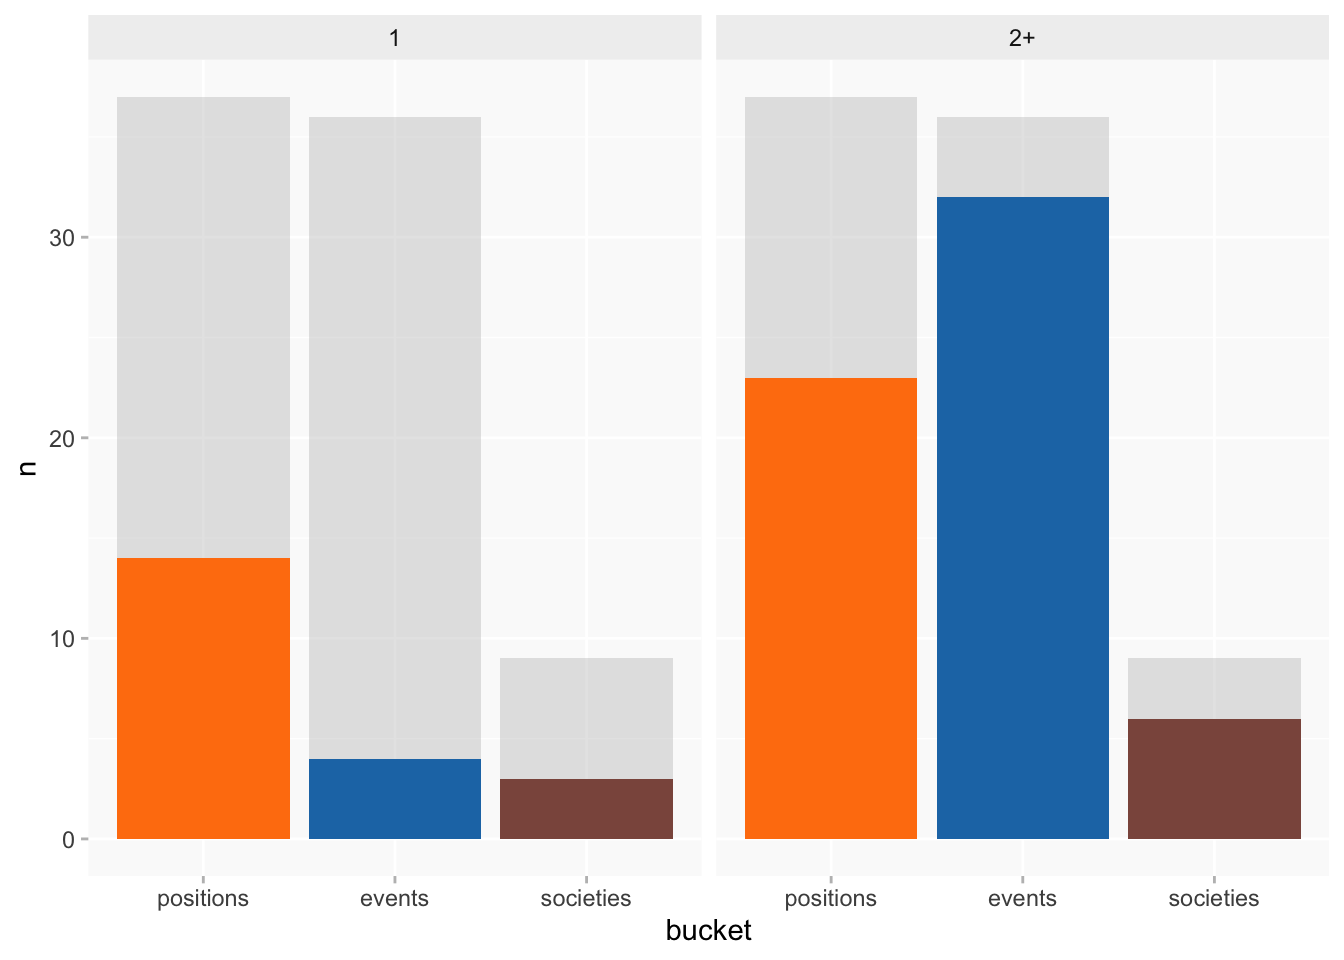 1
2+
30
20
10
0
n
positions
events
societies
positions
events
societies
bucket